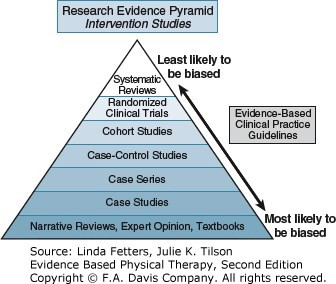 Research Evidence Pyramid
Intervention Studies
Least likely to
be biased
Systematic
Reviews
Randomized
Clinical Trials
Cohort Studies
Case-Control Studies
Case Series
Case Studies
Narrative Reviews, Expert Opinion, Textbooks
Evidence-Based
Clinical Practice
Guidelines
Most likely to
be biased
Source: Linda Fetters, Julie K. Tilson
Evidence Based Physical Therapy, Second Edition
Copyright © F.A. Davis Company. All rights reserved.